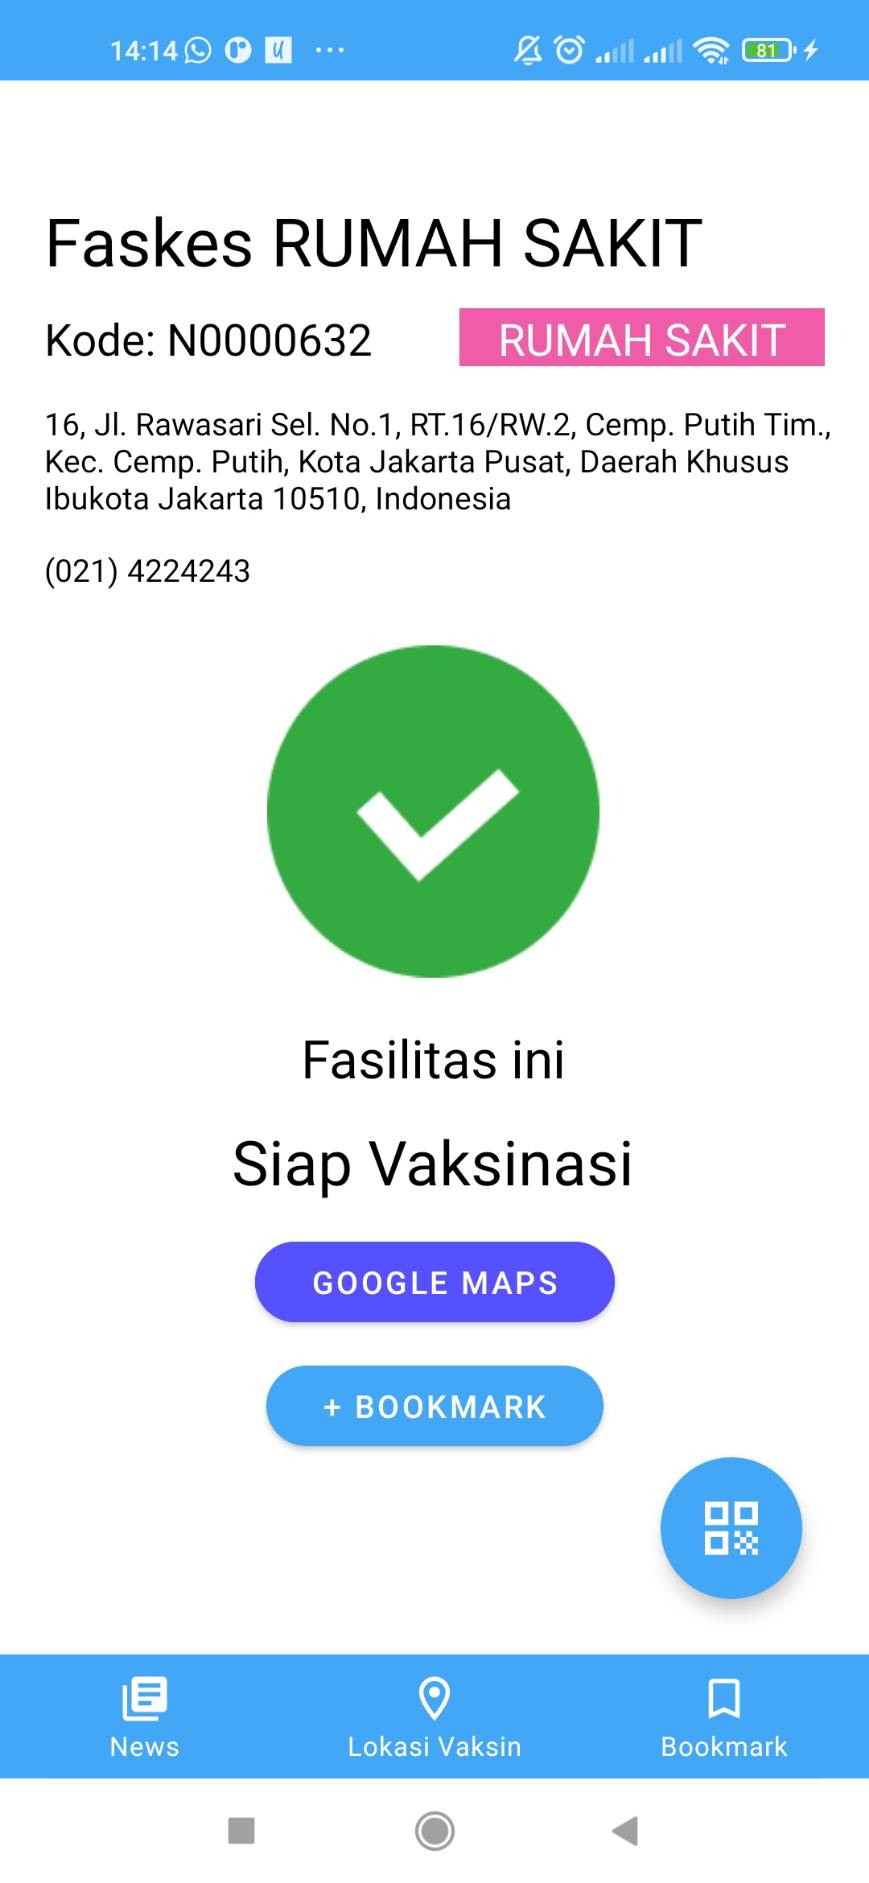 14:14
81
Faskes RUMAH SAKIT
Kode: N0000632
RUMAH SAKIT
16, Jl. Rawasari Sel. No.1, RT.16/RW.2, Cemp. Putih Tim.,
Kec. Cemp. Putih, Kota Jakarta Pusat, Daerah Khusus
Ibukota Jakarta 10510, Indonesia
(021) 4224243
Fasilitas ini
Siap Vaksinasi
GOOGLE MAPS
+ BOOKMARK
News
Lokasi Vaksin
Bookmark